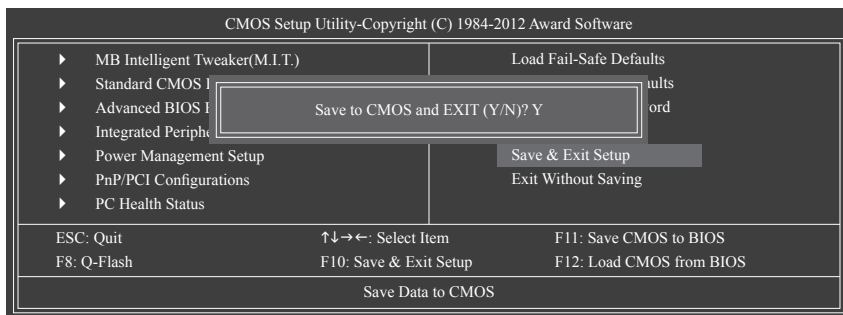 CMOS Setup Utility-Copyright (C) 1984-2012 Award Software
MB Intelligent Tweaker(M.I.T.)
Standard CMOS
Advanced BIOS
Integrated
Power Management Setup
PnP/PCI Configurations
PC Health Status
Load Fail-Safe Defaults
Save & Exit Setup
Exit Without Saving
Save to CMOS and EXIT (Y/N)? Y
ESC: Quit ↑↓→←: Select Item F11: Save CMOS to BIOS
F8: Q-Flash F10: Save & Exit Setup F12: Load CMOS from BIOS
Save Data to CMOS